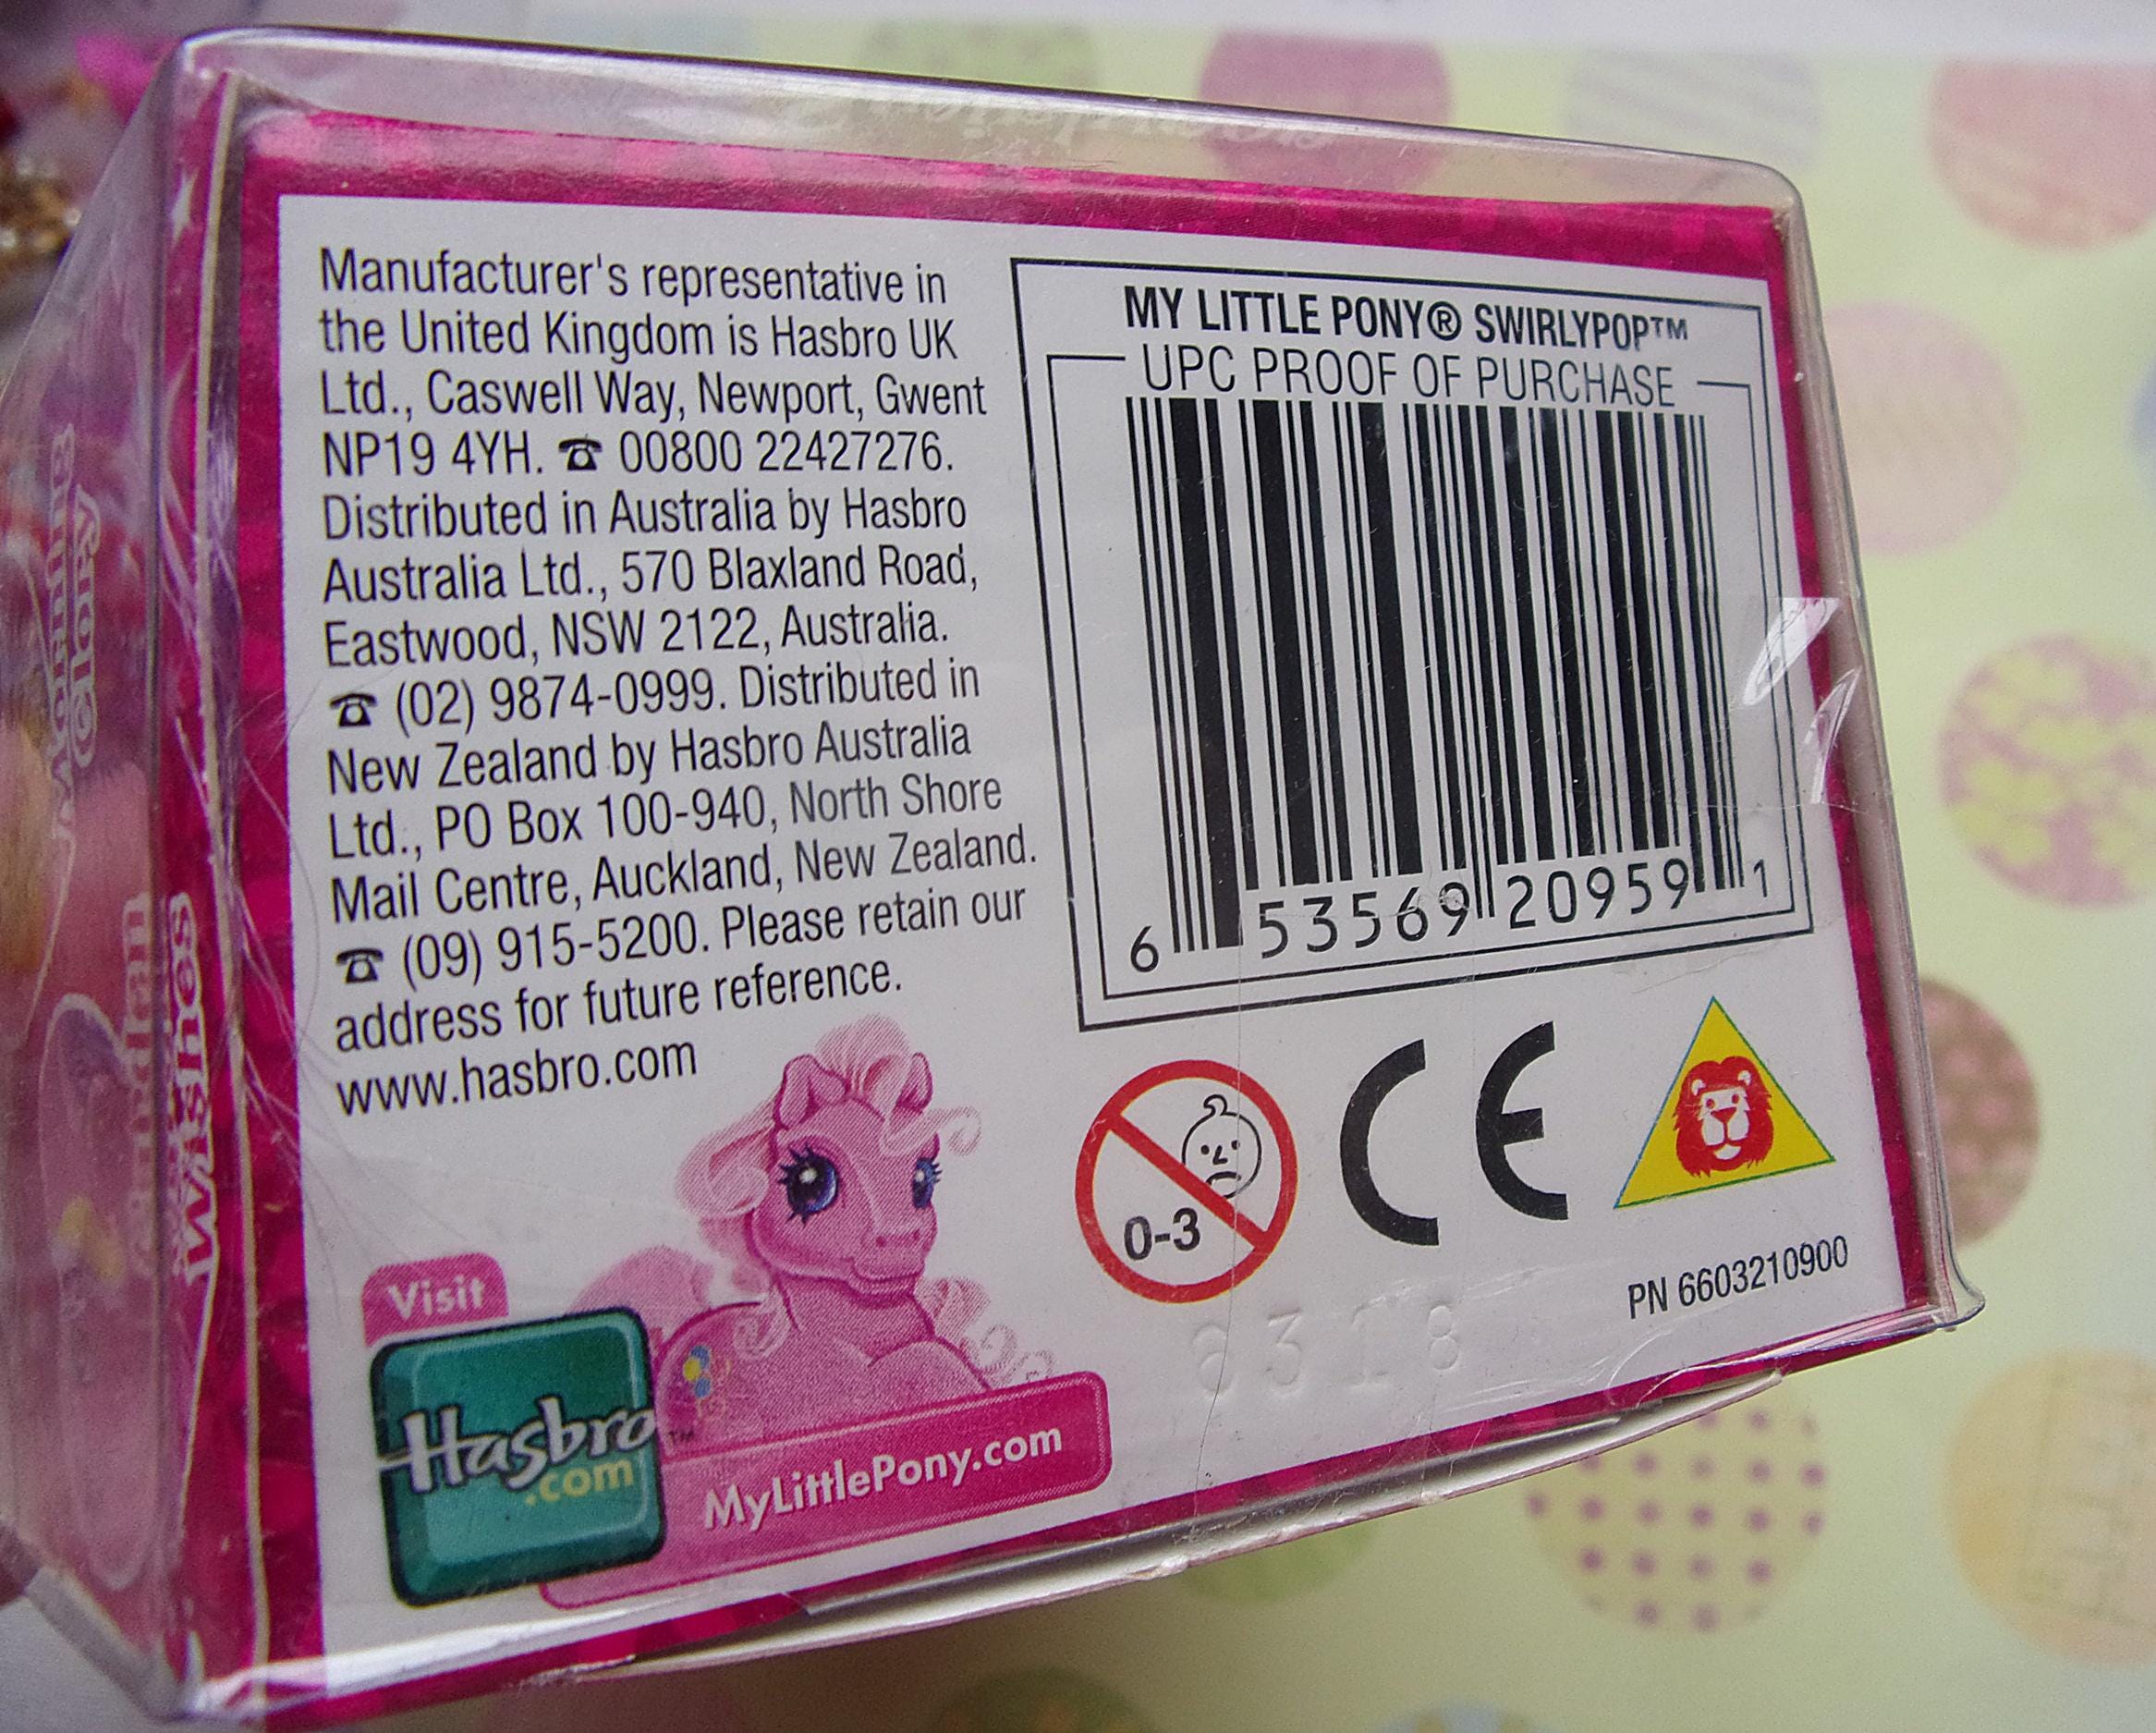 Manufacturer's representative in
the United Kingdom is Hasbro UK
Ltd., Caswell Way, Newport, Gwent
NP19 4YH. ☎ 00800 22427276.
Distributed in Australia by Hasbro
Australia Ltd., 570 Blaxland Road,
Eastwood, NSW 2122, Australia.
☎ (02) 9874-0999. Distributed in
New Zealand by Hasbro Australia
Ltd., PO Box 100-940, North Shore
Mail Centre, Auckland, New Zealand.
☎ (09) 915-5200. Please retain our
address for future reference.
www.hasbro.com
MY LITTLE PONY® SWIRLYPOP™
UPC PROOF OF PURCHASE
6 53569 20959 1
0-3
CE
PN 6603210900
Visit
Hasbro™
.com
MyLittlePony.com
Morning
Glory
wishes